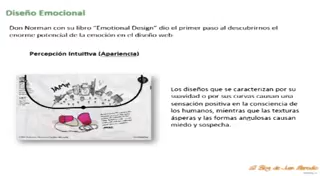 Diseño Emocional
Don Norman con su libro "Emotional Design" dio el primer paso al descubrirnos el
enorme potencial de la emoción en el diseño web
Percepción Intuitiva (Apariencia)
Los diseños que se caracterizan por su
suavidad o por sus curvas causan una
sensación positiva en la consciencia de
los humanos, mientras que las texturas
ásperas y las formas angulosas causan
miedo y sospecha.